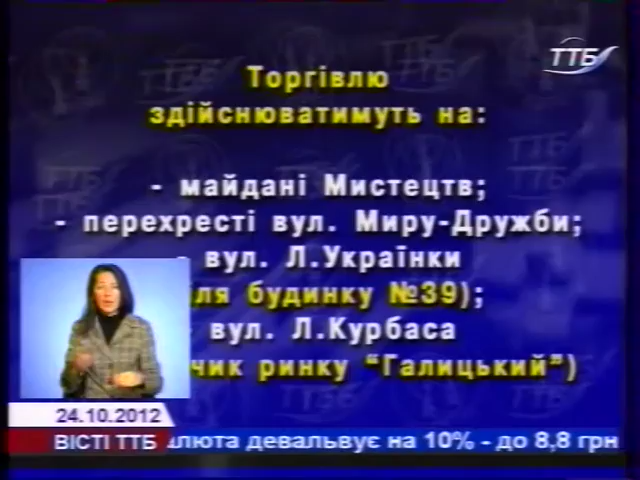 ТТБ
Торгівлю
здійснюватимуть на:
- майдані Мистецтв;
- перехресті вул. Миру-Дружби;
- вул. Л.Українки
будинку №39);
вул. Л.Курбаса
ринку “Галицький”)
24.10.2012
ВІСТІ ТТБ
девальвує на 10% - до 8,8 грн